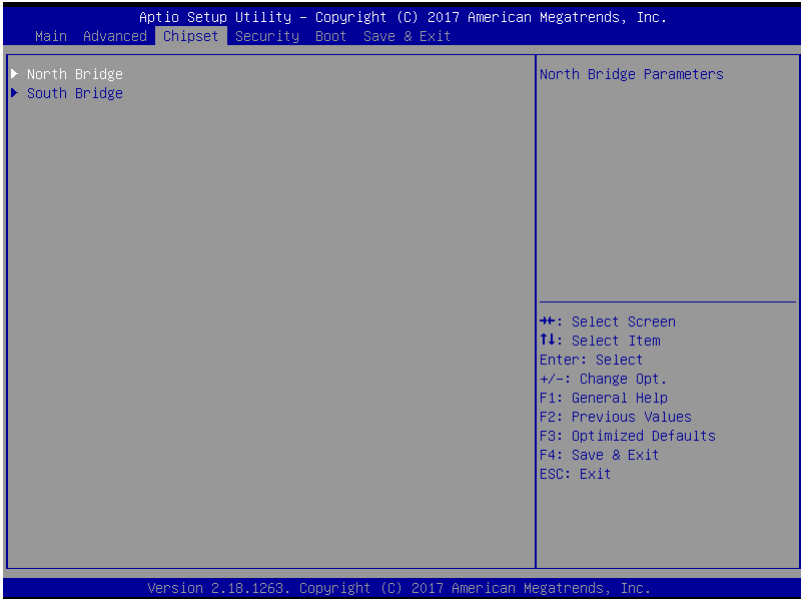 Aptio Setup Utility – Copyright (C) 2017 American Megatrends, Inc.
Main Advanced Chipset Security Boot Save & Exit
▶ North Bridge
▶ South Bridge
North Bridge Parameters
→←: Select Screen
↑↓: Select Item
Enter: Select
+/-: Change Opt.
F1: General Help
F2: Previous Values
F3: Optimized Defaults
F4: Save & Exit
ESC: Exit
Version 2.18.1263. Copyright (C) 2017 American Megatrends, Inc.